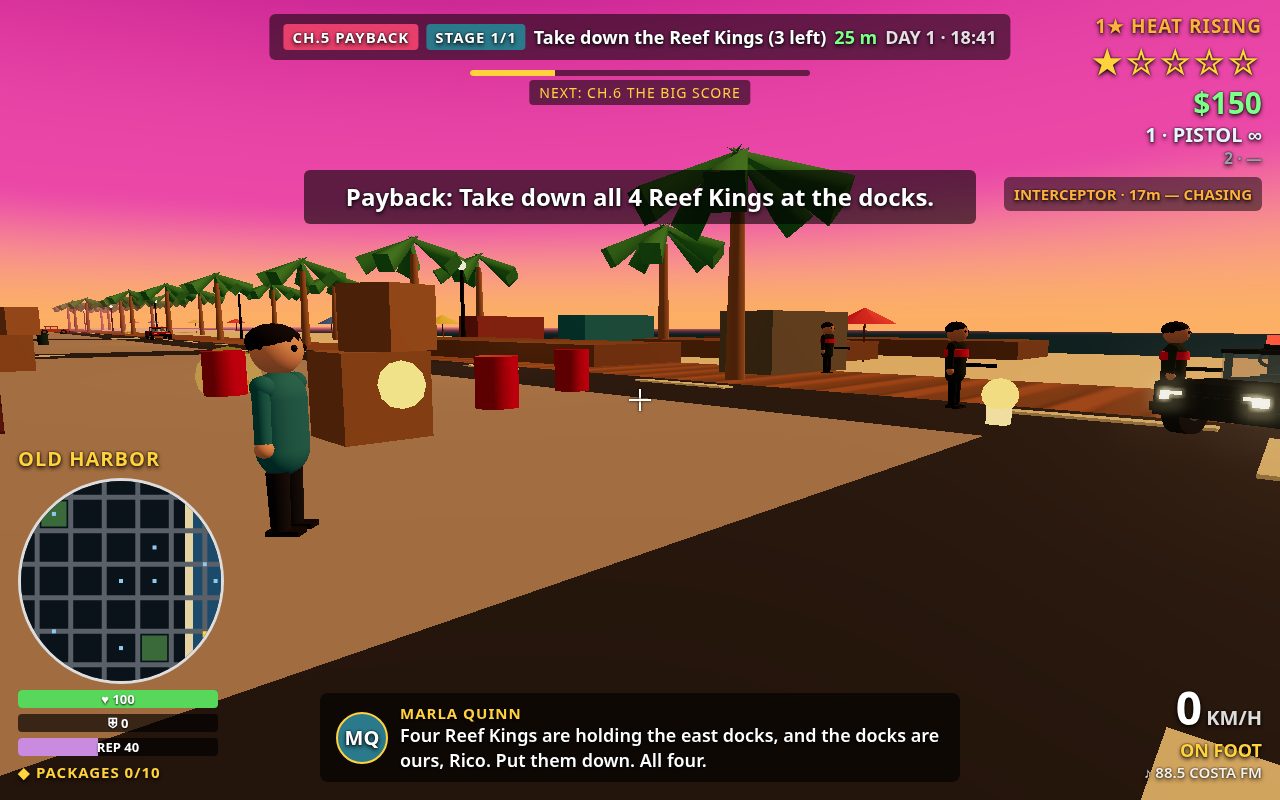 CH.5 PAYBACK STAGE 1/1 Take down the Reef Kings (3 left) 25 m DAY 1 · 18:41
NEXT: CH.6 THE BIG SCORE
1★ HEAT RISING
$150
1 · PISTOL ∞
2 · —
INTERCEPTOR · 17m — CHASING
Payback: Take down all 4 Reef Kings at the docks.
OLD HARBOR
♥ 100
⛨ 0
REP 40
◆ PACKAGES 0/10
MQ
MARLA QUINN
Four Reef Kings are holding the east docks, and the docks are
ours, Rico. Put them down. All four.
0 KM/H
ON FOOT
♪ 88.5 COSTA FM